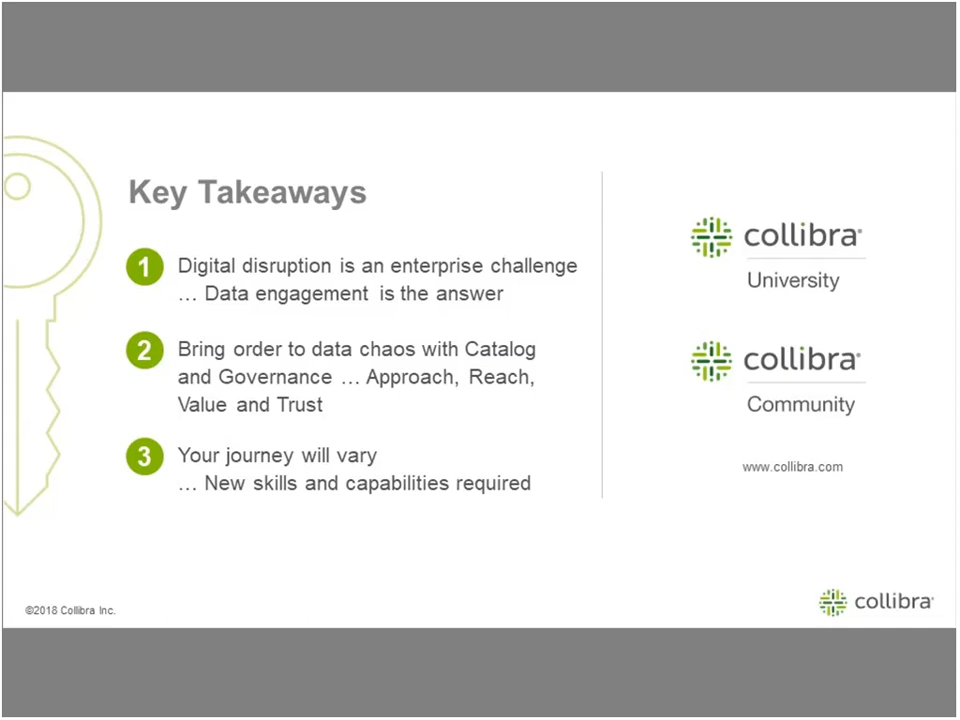 Key Takeaways
1 Digital disruption is an enterprise challenge
… Data engagement is the answer
2 Bring order to data chaos with Catalog
and Governance … Approach, Reach,
Value and Trust
3 Your journey will vary
… New skills and capabilities required
collibra®
University
collibra®
Community
www.collibra.com
©2018 Collibra Inc.
collibra®